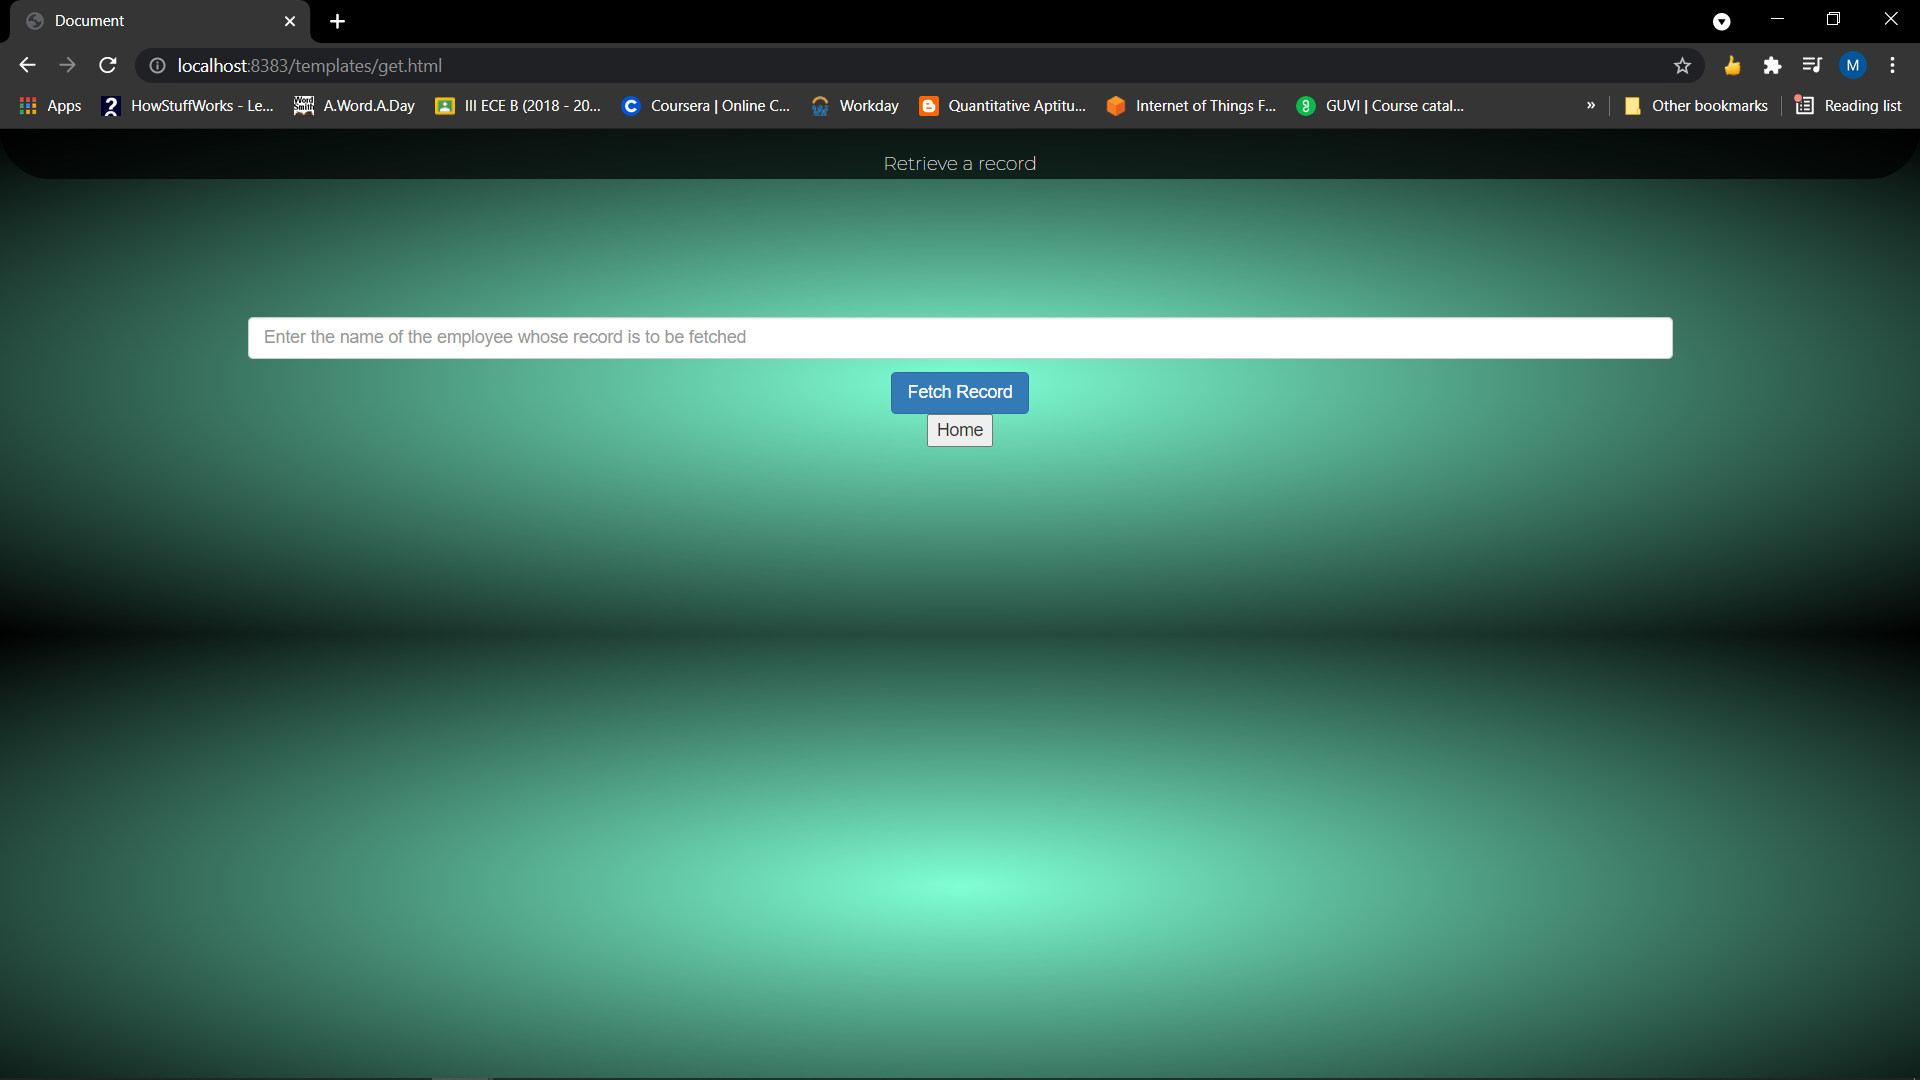 Document
localhost:8383/templates/get.html
M
Apps
HowStuffWorks - Le...
Word Smith A.Word.A.Day
III ECE B (2018 - 20...
Coursera | Online C...
Workday
Quantitative Aptitu...
Internet of Things F...
GUVI | Course catal...
»
Other bookmarks
Reading list
Retrieve a record
Enter the name of the employee whose record is to be fetched
Fetch Record
Home